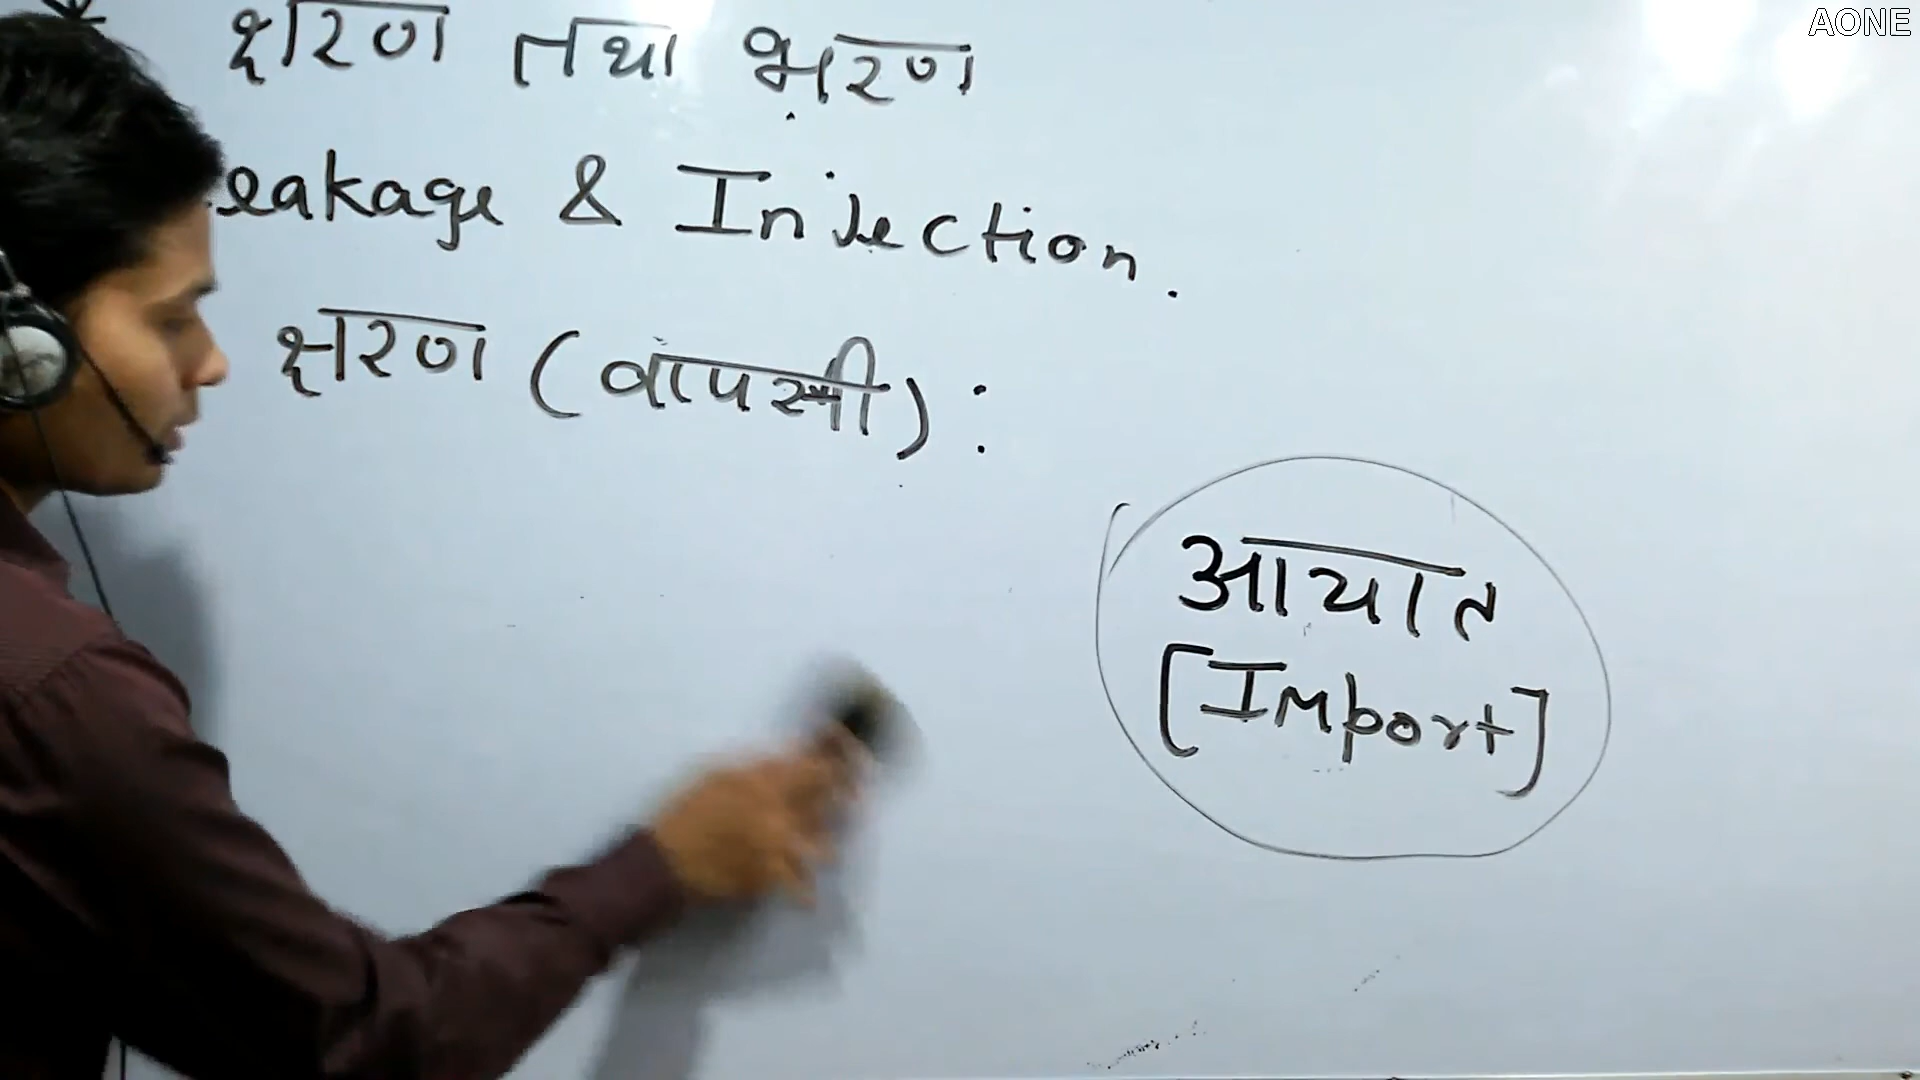 AONE
क्षरण तथा भरण
eakage & Injection.
क्षरण (वापसी) :
आयात
[Import]